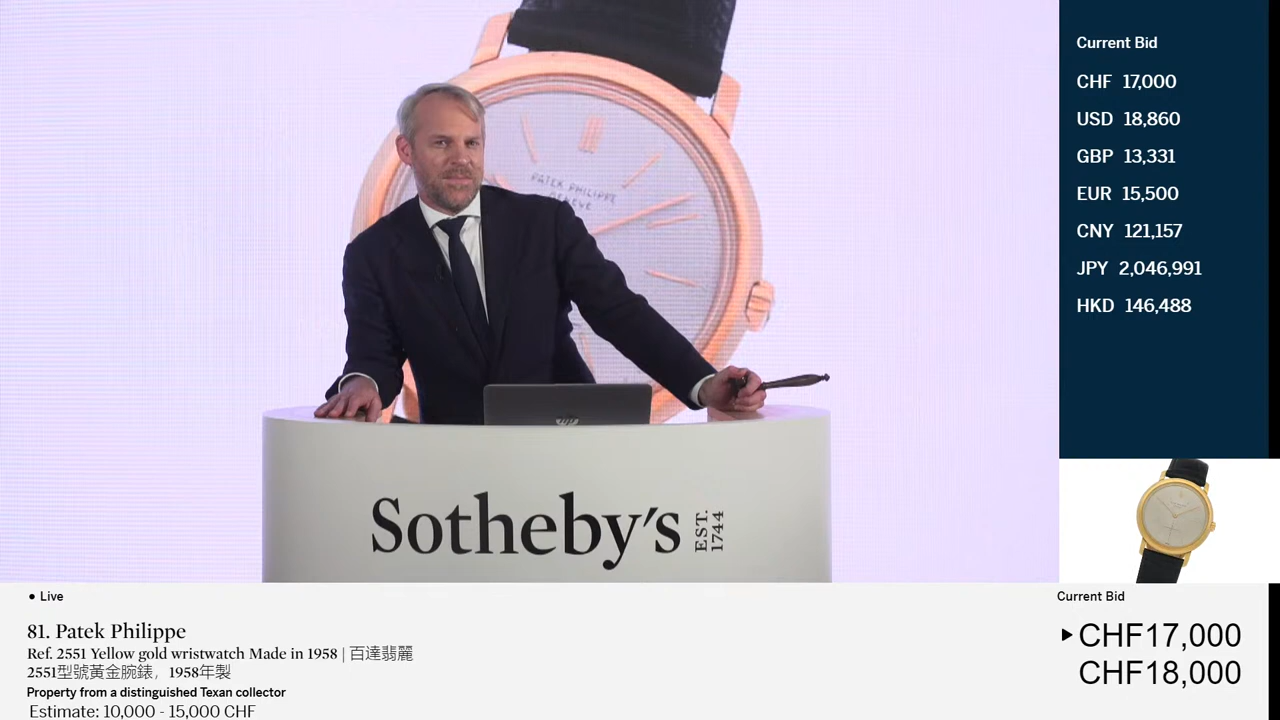 PATEK PHILIPPE
GENÈVE
Sotheby's
EST.
1744
Current Bid
CHF 17,000
USD 18,860
GBP 13,331
EUR 15,500
CNY 121,157
JPY 2,046,991
HKD 146,488
• Live
81. Patek Philippe
Ref. 2551 Yellow gold wristwatch Made in 1958 | 百達翡麗
2551型號黃金腕錶，1958年製
Property from a distinguished Texan collector
Estimate: 10,000 - 15,000 CHF
Current Bid
CHF17,000
CHF18,000